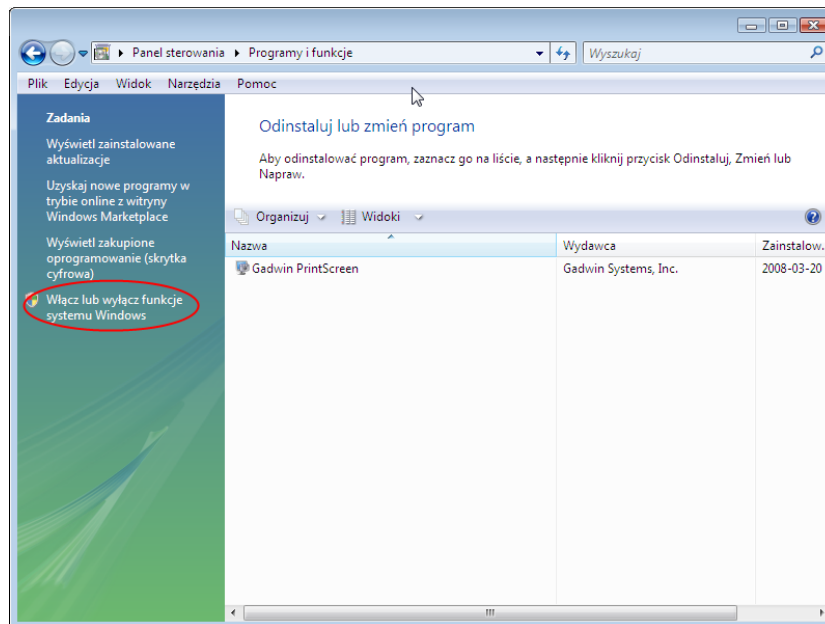 Panel sterowania
Programy i funkcje
Wyszukaj
Plik Edycja Widok Narzędzia Pomoc
Zadania
Wyświetl zainstalowane
aktualizacje
Uzyskaj nowe programy w
trybie online z witryny
Windows Marketplace
Wyświetl zakupione
oprogramowanie (skrytka
cyfrowa)
Włącz lub wyłącz funkcje
systemu Windows
Odinstaluj lub zmień program
Aby odinstalować program, zaznacz go na liście, a następnie kliknij przycisk Odinstaluj, Zmień lub
Napraw.
Organizuj Widoki
Nazwa Wydawca Zainstalow.
Gadwin PrintScreen Gadwin Systems, Inc. 2008-03-20